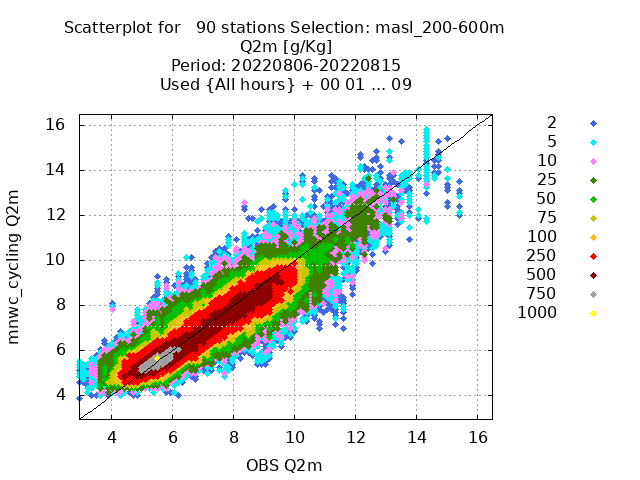 Scatterplot for   90 stations Selection: masl_200-600m
Q2m [g/Kg]
Period: 20220806-20220815
Used {All hours} + 00 01 ... 09
mnwc_cycling Q2m
16
14
12
10
8
6
4
4 6 8 10 12 14 16
OBS Q2m
2
5
10
25
50
75
100
250
500
750
1000